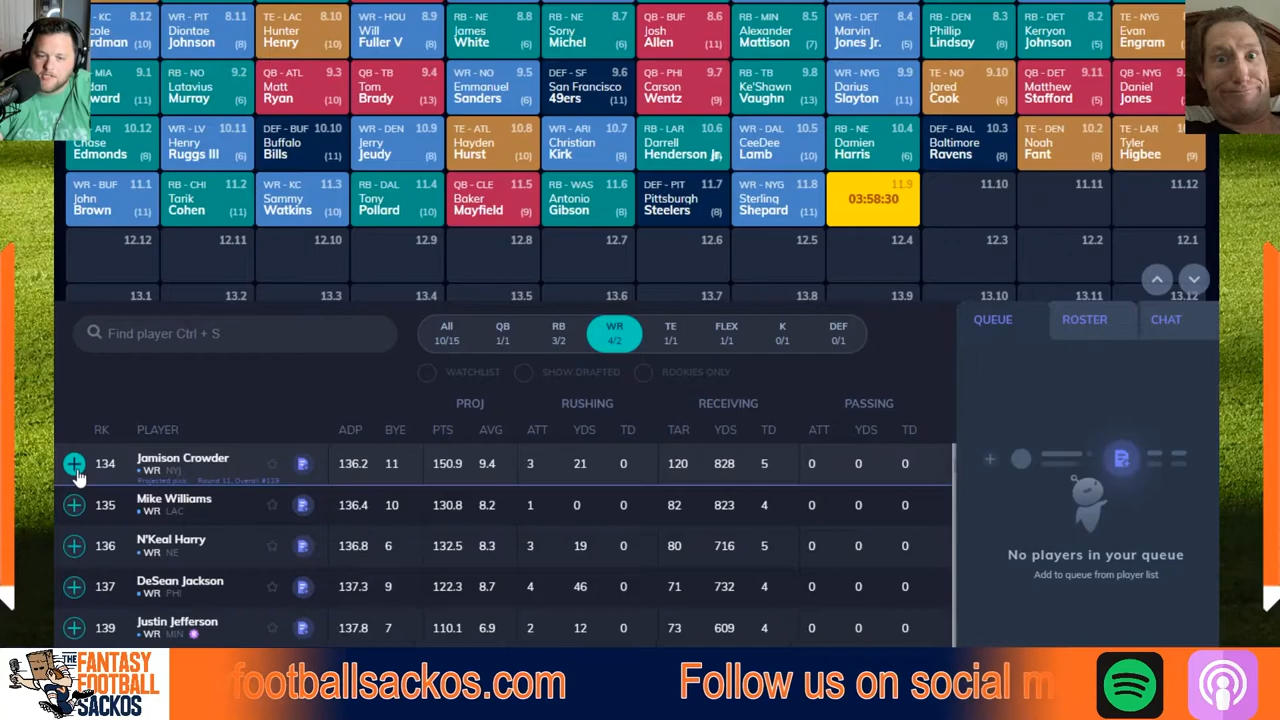 - KC 8.12 WR - PIT 8.11 TE - LAC 8.10 WR - HOU 8.9 RB - NE 8.8 RB - NE 8.7 QB - BUF 8.6 RB - MIN 8.5 WR - DET 8.4 RB - DEN 8.3 RB - DET 8.2 TE - NYG
cole Diontae Hunter Will James Sony Josh Alexander Marvin Phillip Kerryon Evan
rdman (10) Johnson (8) Henry (10) Fuller V (8) White (6) Michel (6) Allen (11) Mattison (7) Jones Jr. (5) Lindsay (8) Johnson (5) Engram
MIA 9.1 RB - NO 9.2 QB - ATL 9.3 QB - TB 9.4 WR - NO 9.5 DEF - SF 9.6 QB - PHI 9.7 RB - TB 9.8 WR - NYG 9.9 TE - NO 9.10 QB - DET 9.11 QB - NYG
dan Latavius Matt Tom Emmanuel San Francisco Carson Ke'Shawn Darius Jared Matthew Daniel
ward (11) Murray (6) Ryan (10) Brady (13) Sanders (6) 49ers (11) Wentz (9) Vaughn (13) Slayton (11) Cook (6) Stafford (5) Jones (11)
ARI 10.12 WR - LV 10.11 DEF - BUF 10.10 WR - DEN 10.9 TE - ATL 10.8 WR - ARI 10.7 RB - LAR 10.6 WR - DAL 10.5 RB - NE 10.4 DEF - BAL 10.3 TE - DEN 10.2 TE - LAR 10.1
Chase Henry Buffalo Jerry Hayden Christian Darrell CeeDee Damien Baltimore Noah Tyler
Edmonds (8) Ruggs III (6) Bills (11) Jeudy (8) Hurst (10) Kirk (8) Henderson Jr. Lamb (10) Harris (6) Ravens (8) Fant (8) Higbee (9)
WR - BUF 11.1 RB - CHI 11.2 WR - KC 11.3 RB - DAL 11.4 QB - CLE 11.5 RB - WAS 11.6 DEF - PIT 11.7 WR - NYG 11.8 11.9 11.10 11.11 11.12
John Tarik Sammy Tony Baker Antonio Pittsburgh Sterling 03:58:30
Brown (11) Cohen (11) Watkins (10) Pollard (10) Mayfield (9) Gibson (8) Steelers (8) Shepard (11)
12.12 12.11 12.10 12.9 12.8 12.7 12.6 12.5 12.4 12.3 12.2 12.1
13.1 13.2 13.3 13.4 13.5 13.6 13.7 13.8 13.9 13.10 13.11 13.12
Find player Ctrl + S
All QB RB WR TE FLEX K DEF
10/15 1/1 3/2 4/2 1/1 1/1 0/1 0/1
QUEUE ROSTER CHAT
WATCHLIST SHOW DRAFTED ROOKIES ONLY
PROJ RUSHING RECEIVING PASSING
RK PLAYER ADP BYE PTS AVG ATT YDS TD TAR YDS TD ATT YDS TD
134 Jamison Crowder 136.2 11 150.9 9.4 3 21 0 120 828 5 0 0 0
WR NYJ
Projected pick: Round 11, Overall #129
135 Mike Williams 136.4 10 130.8 8.2 1 0 0 82 823 4 0 0 0
WR LAC
136 N'Keal Harry 136.8 6 132.5 8.3 3 19 0 80 716 5 0 0 0
WR NE
137 DeSean Jackson 137.3 9 122.3 8.7 4 46 0 71 732 4 0 0 0
WR PHI
139 Justin Jefferson 137.8 7 110.1 6.9 2 12 0 73 609 4 0 0 0
WR MIN
No players in your queue
Add to queue from player list
THE FANTASY
FOOTBALL
SACKOS
footballsackos.com Follow us on social m